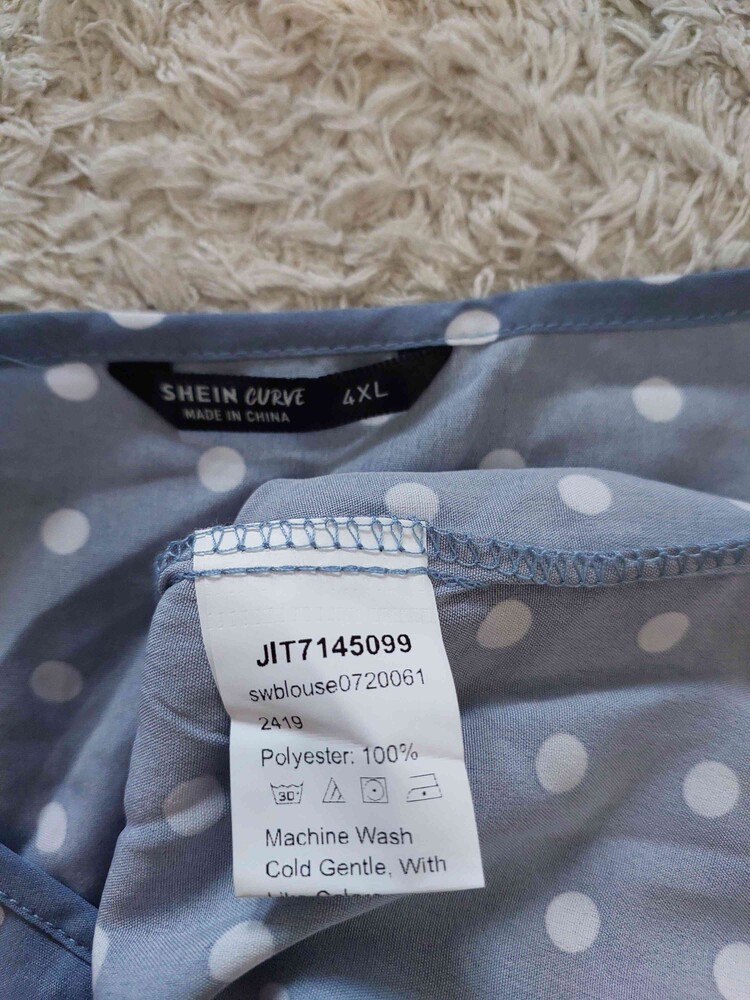 SHEIN CURVE 4XL
MADE IN CHINA
JIT7145099
swblouse0720061
2419
Polyester: 100%
30°
Machine Wash
Cold Gentle, With